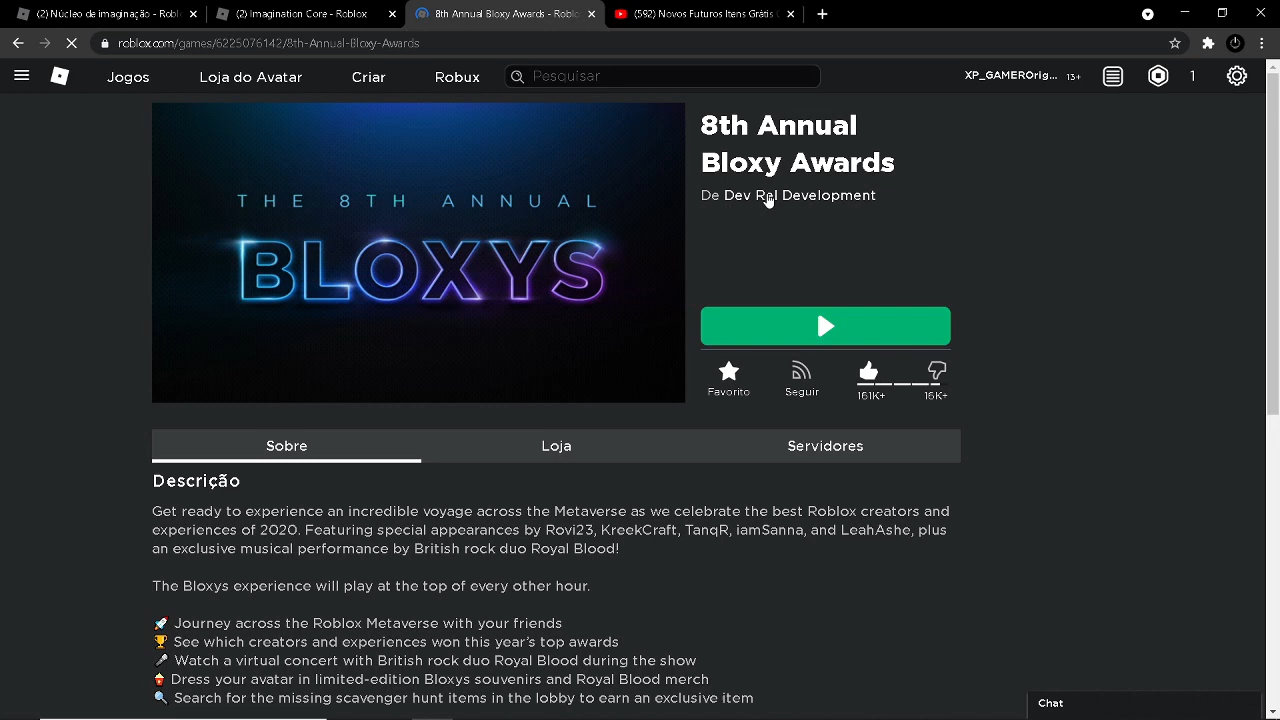 (2) Núcleo de imaginação - Robl
(2) Imagination Core - Roblox
8th Annual Bloxy Awards - Roblo
(592) Novos Futuros Itens Grátis
roblox.com/games/6225076142/8th-Annual-Bloxy-Awards
Jogos
Loja do Avatar
Criar
Robux
Pesquisar
XP_GAMEROrig... 13+
1
THE 8TH ANNUAL
BLOXYS
8th Annual
Bloxy Awards
De Dev Rel Development
Favorito
Seguir
161K+
16K+
Sobre
Loja
Servidores
Descrição
Get ready to experience an incredible voyage across the Metaverse as we celebrate the best Roblox creators and
experiences of 2020. Featuring special appearances by Rovi23, KreekCraft, TanqR, iamSanna, and LeahAshe, plus
an exclusive musical performance by British rock duo Royal Blood!
The Bloxys experience will play at the top of every other hour.
🚀 Journey across the Roblox Metaverse with your friends
🏆 See which creators and experiences won this year's top awards
🎤 Watch a virtual concert with British rock duo Royal Blood during the show
Dress your avatar in limited-edition Bloxys souvenirs and Royal Blood merch
🔍 Search for the missing scavenger hunt items in the lobby to earn an exclusive item
Chat